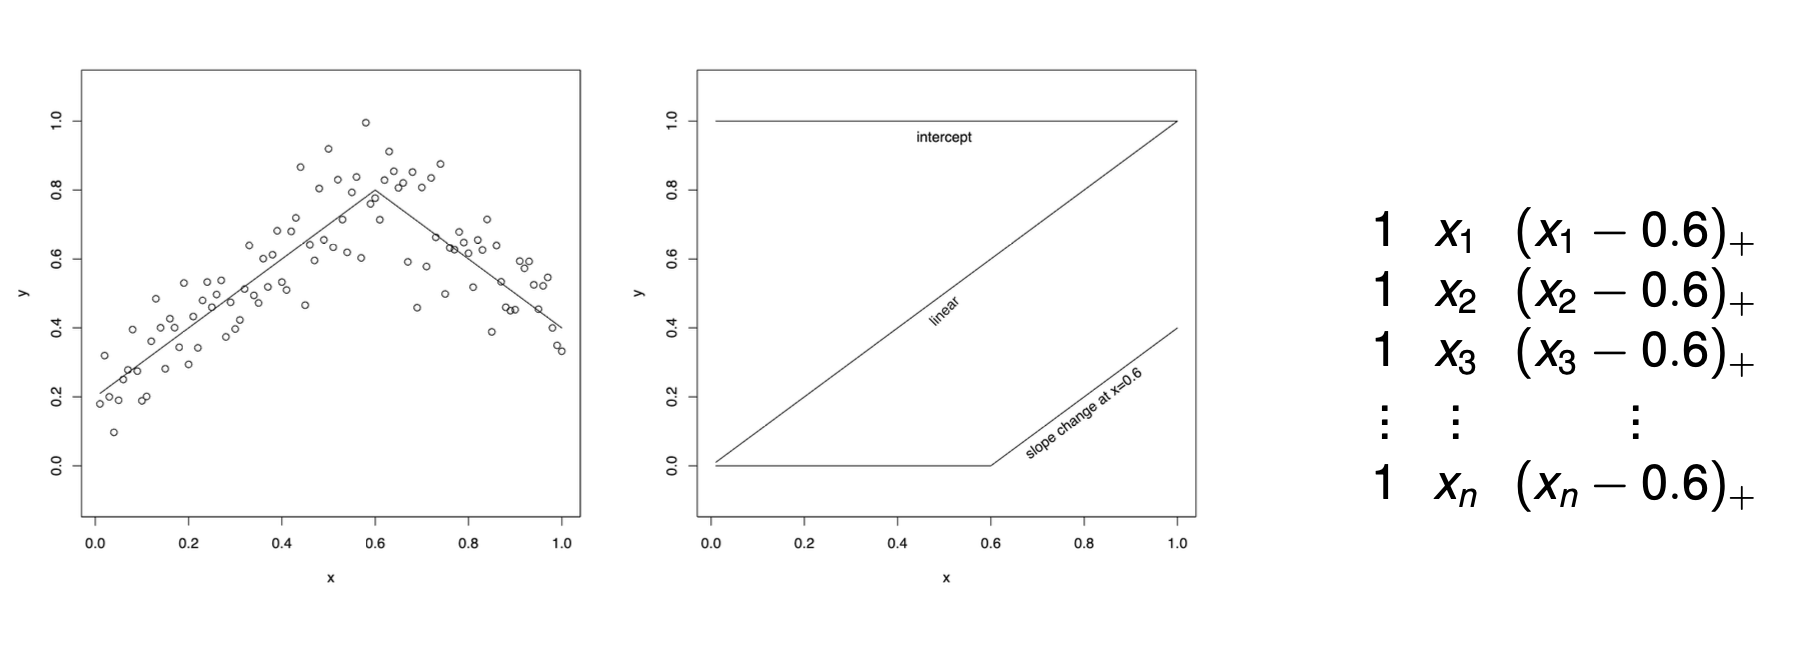 y
1.0
0.8
0.6
0.4
0.2
0.0
0.0 0.2 0.4 0.6 0.8 1.0
x
y
1.0
0.8
0.6
0.4
0.2
0.0
intercept
linear
slope change at x=0.6
0.0 0.2 0.4 0.6 0.8 1.0
x
1 x₁ (x₁ − 0.6)₊
1 x₂ (x₂ − 0.6)₊
1 x₃ (x₃ − 0.6)₊
⋮ ⋮ ⋮
1 xₙ (xₙ − 0.6)₊